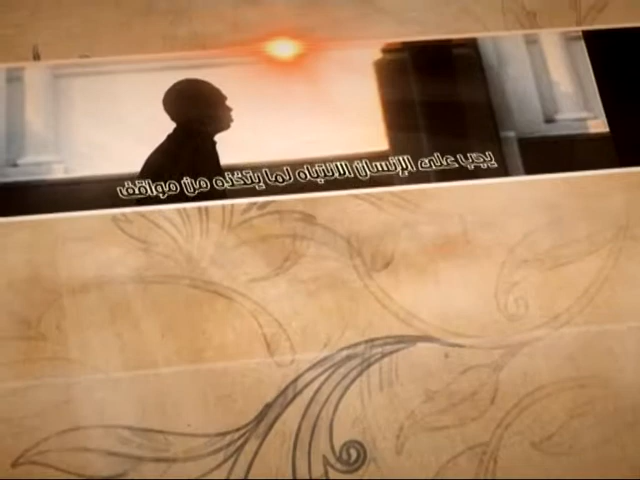 يجب على الإنسان الانتباه لما يتخذه من مواقف